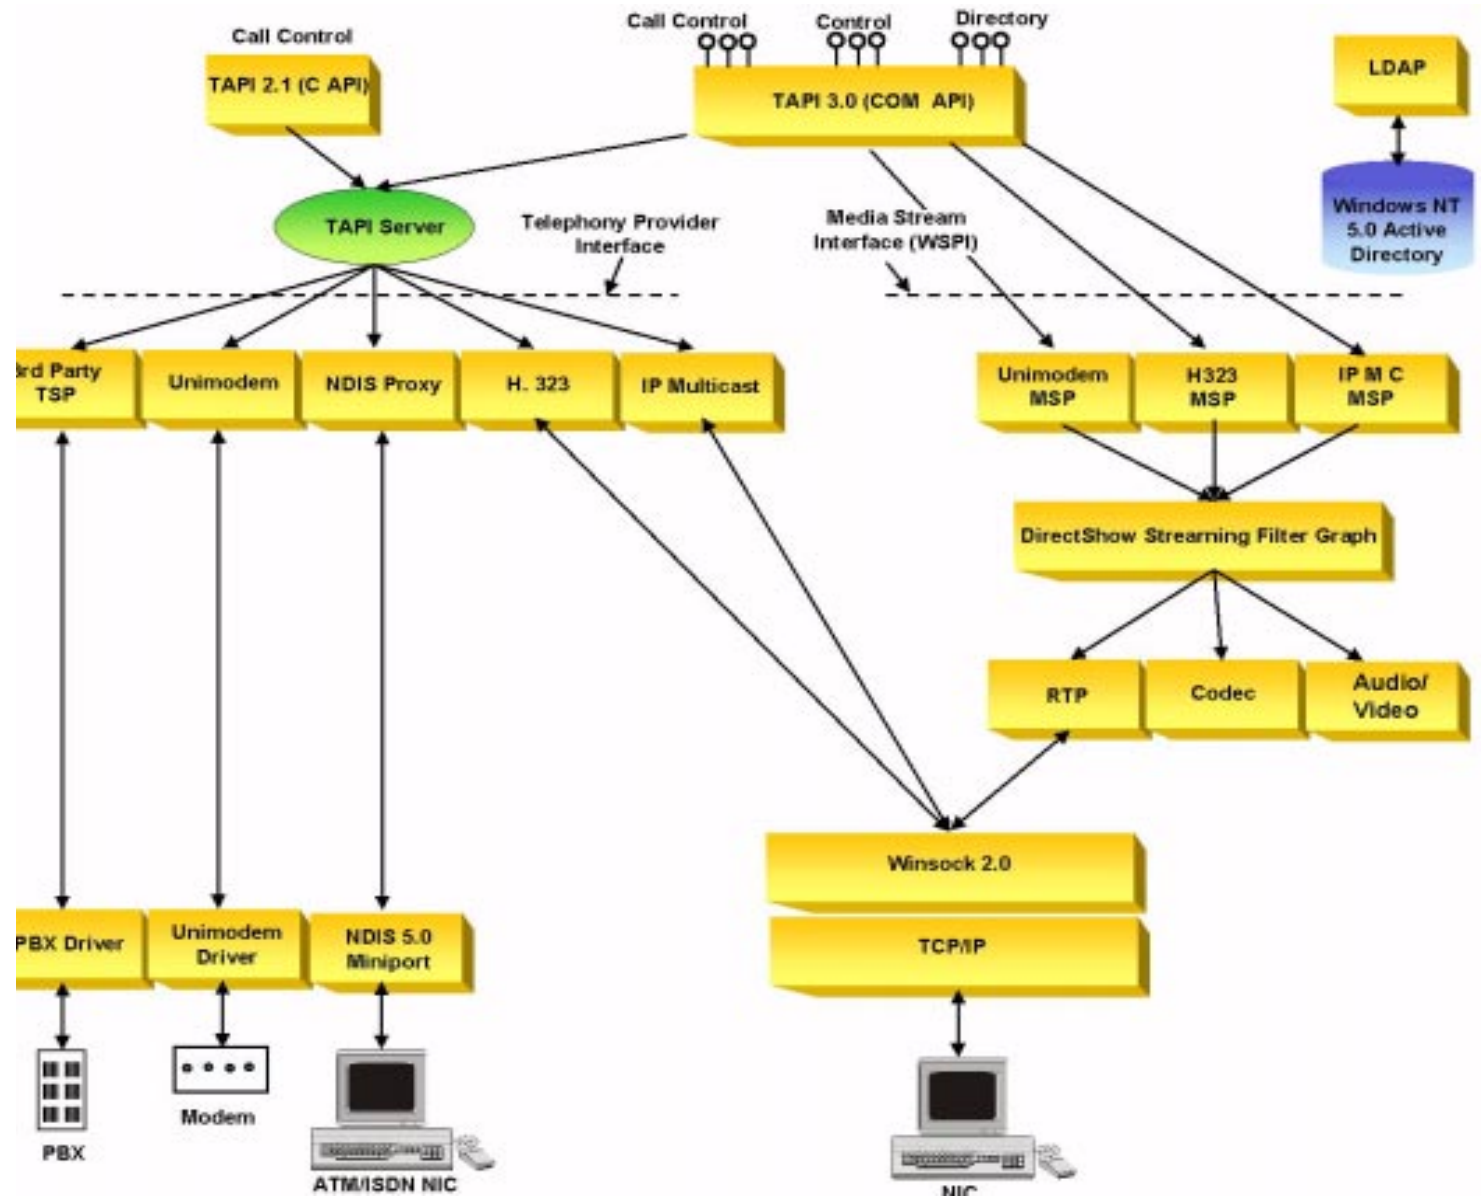 Call Control
Control
Directory
Call Control
TAPI 2.1 (C API)
TAPI 3.0 (COM API)
LDAP
TAPI Server
Telephony Provider
Interface
Media Stream
Interface (WSPI)
Windows NT
5.0 Active
Directory
3rd Party
TSP
Unimodem
NDIS Proxy
H. 323
IP Multicast
Unimodem
MSP
H323
MSP
IP M C
MSP
DirectShow Streaming Filter Graph
RTP
Codec
Audio/
Video
Winsock 2.0
TCP/IP
PBX Driver
Unimodem
Driver
NDIS 5.0
Miniport
PBX
Modem
ATM/ISDN NIC
NIC